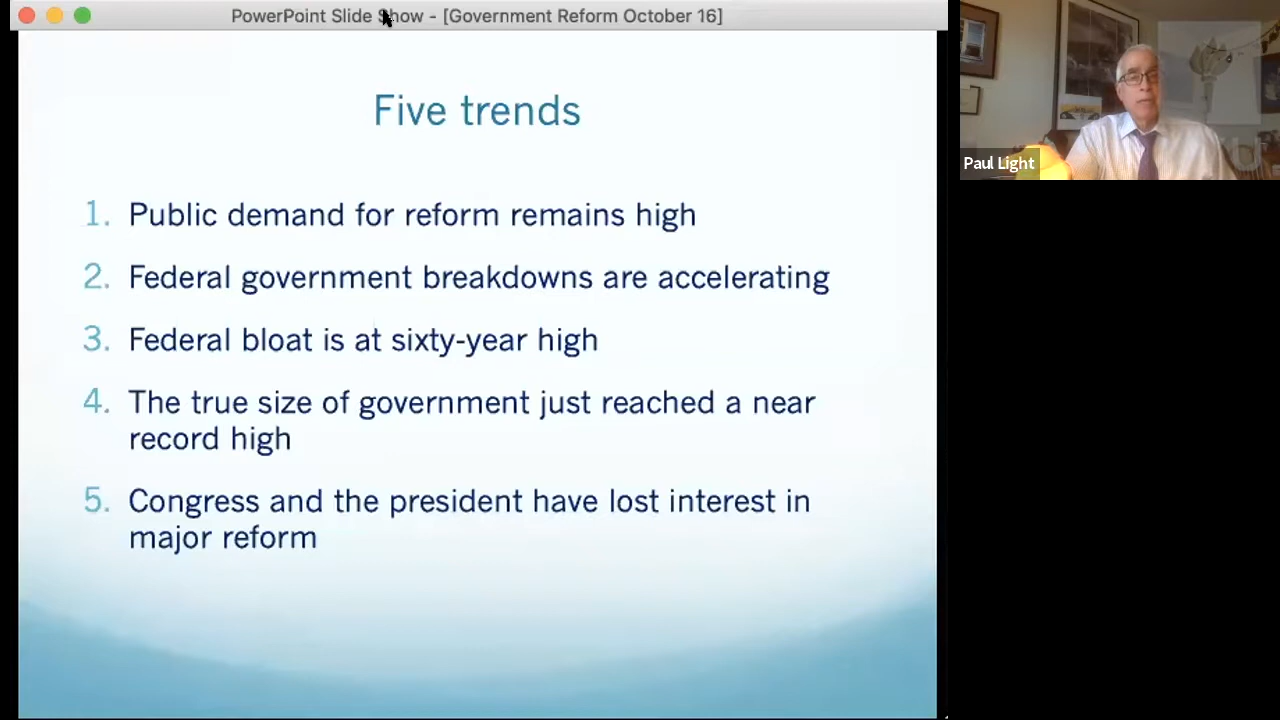 PowerPoint Slide Show - [Government Reform October 16]
Five trends
1. Public demand for reform remains high
2. Federal government breakdowns are accelerating
3. Federal bloat is at sixty-year high
4. The true size of government just reached a near
record high
5. Congress and the president have lost interest in
major reform
Paul Light